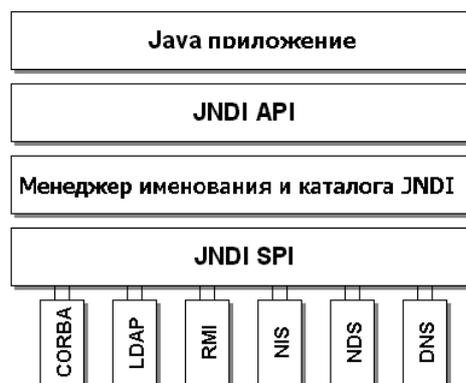 Java приложение
JNDI API
Менеджер именования и каталога JNDI
JNDI SPI
CORBA
LDAP
RMI
NIS
NDS
DNS